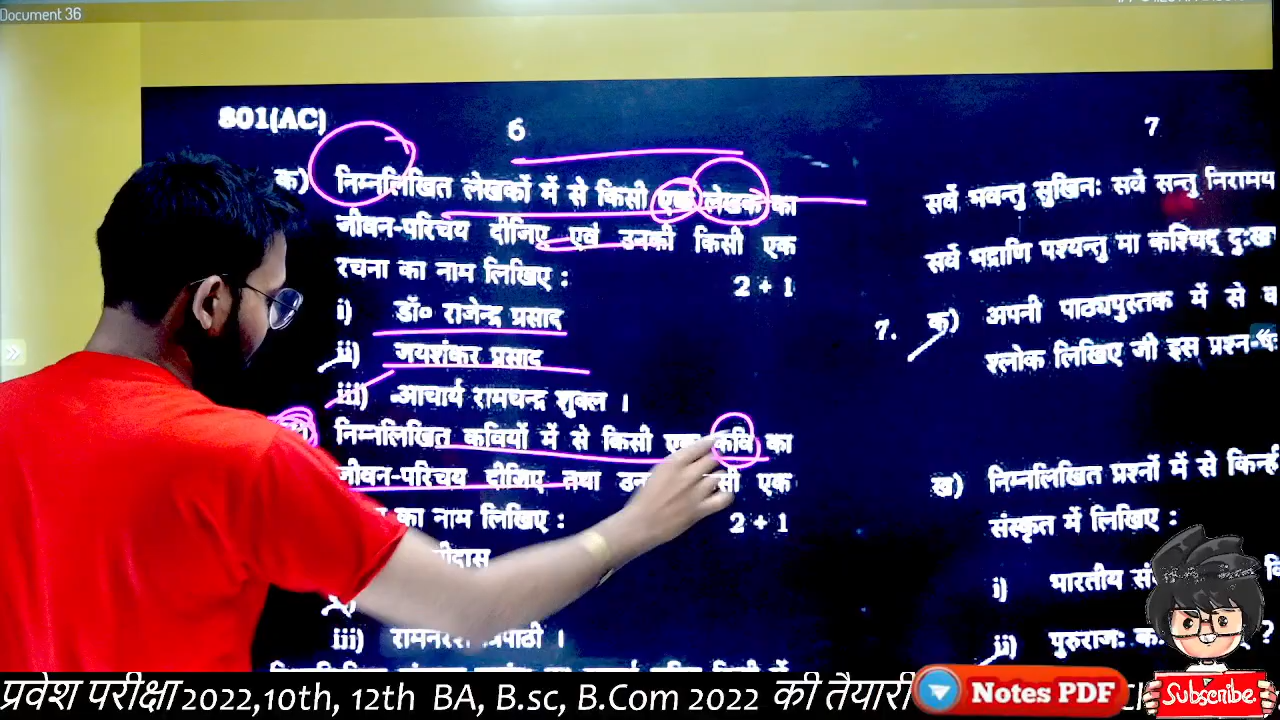 Document 36
801(AC)
6
क) निम्नलिखित लेखकों में से किसी एक लेखक का
जीवन-परिचय दीजिए एवं उनकी किसी एक
रचना का नाम लिखिए :
2 + 1
i) डॉ० राजेन्द्र प्रसाद
ii) जयशंकर प्रसाद
iii) आचार्य रामचन्द्र शुक्ल ।
निम्नलिखित कवियों में से किसी एक कवि का
जीवन-परिचय दीजिए तथा एक
का नाम लिखिए :
2 + 1
iii)
7
सर्वे भवन्तु सुखिनः सर्वे सन्तु निरामय
सर्वे भद्राणि पश्यन्तु मा कश्चिद् दुःख
7. क) अपनी पाठ्यपुस्तक में से
श्लोक लिखिए जो इस प्रश्न-
ख) निम्नलिखित प्रश्नों में से किन्ही
संस्कृत में लिखिए :
i) भारतीय
ii) पुरुराजः ?
प्रवेश परीक्षा 2022,10th, 12th BA, B.sc, B.Com 2022 की तैयारी
Notes PDF
Subscribe